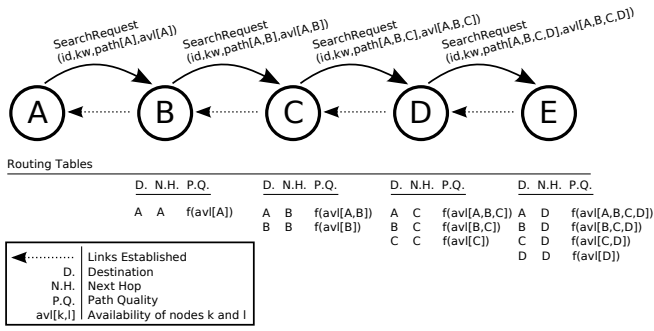 SearchRequest
(id,kw,path[A],avl[A])
SearchRequest
(id,kw,path[A,B],avl[A,B])
SearchRequest
(id,kw,path[A,B,C],avl[A,B,C])
SearchRequest
(id,kw,path[A,B,C,D],avl[A,B,C,D])
A B C D E
Routing Tables
D. N.H. P.Q. D. N.H. P.Q. D. N.H. P.Q. D. N.H. P.Q.
A A f(avl[A]) A B f(avl[A,B]) A C f(avl[A,B,C]) A D f(avl[A,B,C,D])
B B f(avl[B]) B C f(avl[B,C]) B D f(avl[B,C,D])
C C f(avl[C]) C D f(avl[C,D])
D D f(avl[D])
Links Established
D. Destination
N.H. Next Hop
P.Q. Path Quality
avl[k,l] Availability of nodes k and l